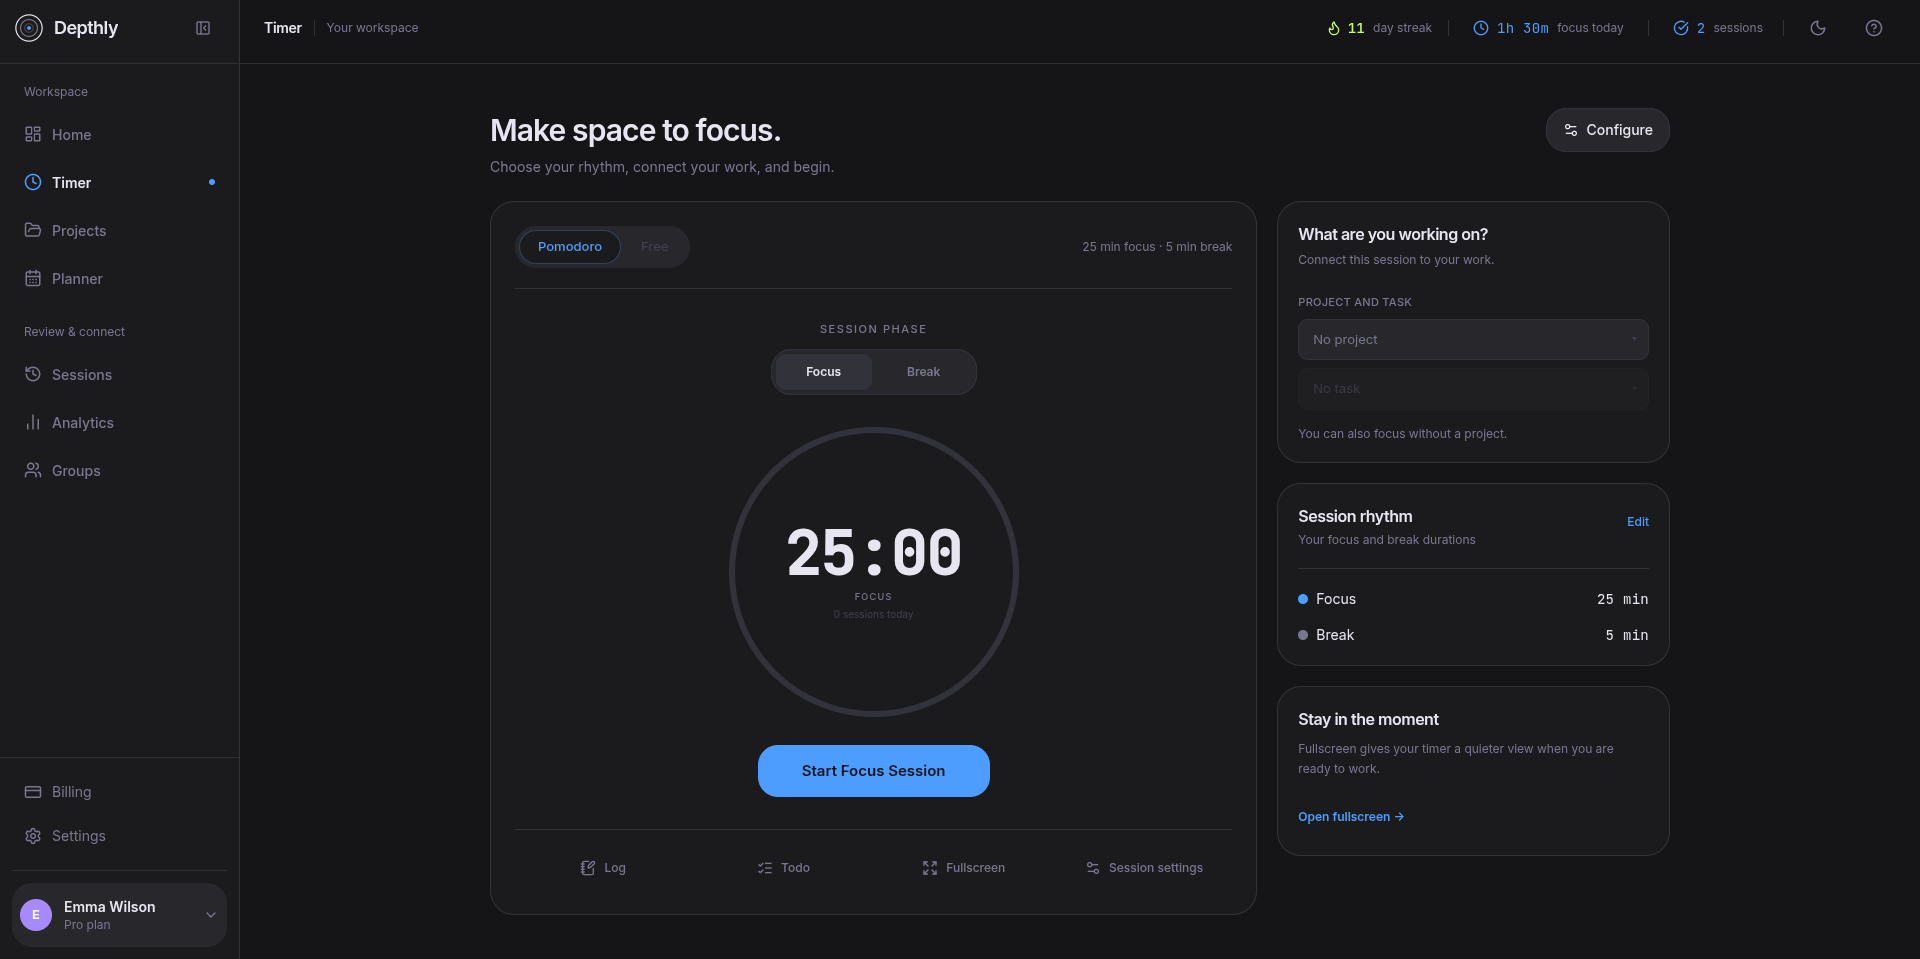 Depthly
Timer
Your workspace
11 day streak
1h 30m focus today
2 sessions
Workspace
Home
Timer
Projects
Planner
Review & connect
Sessions
Analytics
Groups
Billing
Settings
E
Emma Wilson
Pro plan
Make space to focus.
Choose your rhythm, connect your work, and begin.
Configure
Pomodoro
Free
25 min focus · 5 min break
SESSION PHASE
Focus
Break
25:00
FOCUS
0 sessions today
Start Focus Session
Log
Todo
Fullscreen
Session settings
What are you working on?
Connect this session to your work.
PROJECT AND TASK
No project
No task
You can also focus without a project.
Session rhythm
Edit
Your focus and break durations
Focus 25 min
Break 5 min
Stay in the moment
Fullscreen gives your timer a quieter view when you are
ready to work.
Open fullscreen →